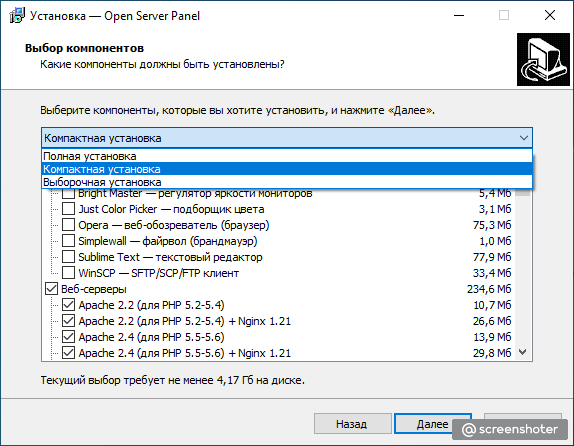 Установка — Open Server Panel
Выбор компонентов
Какие компоненты должны быть установлены?
Выберите компоненты, которые вы хотите установить, и нажмите «Далее».
Компактная установка
Полная установка
Компактная установка
Выборочная установка
Bright Master — регулятор яркости мониторов 5,4 Мб
Just Color Picker — подборщик цвета 3,1 Мб
Opera — веб-обозреватель (браузер) 75,3 Мб
Simplewall — файрвол (брандмауэр) 1,0 Мб
Sublime Text — текстовый редактор 77,9 Мб
WinSCP — SFTP/SCP/FTP клиент 33,4 Мб
Веб-серверы 234,6 Мб
Apache 2.2 (для PHP 5.2-5.4) 10,7 Мб
Apache 2.2 (для PHP 5.2-5.4) + Nginx 1.21 26,6 Мб
Apache 2.4 (для PHP 5.5-5.6) 13,9 Мб
Apache 2.4 (для PHP 5.5-5.6) + Nginx 1.21 29,8 Мб
Текущий выбор требует не менее 4,17 Гб на диске.
Назад Далее
@screenshoter